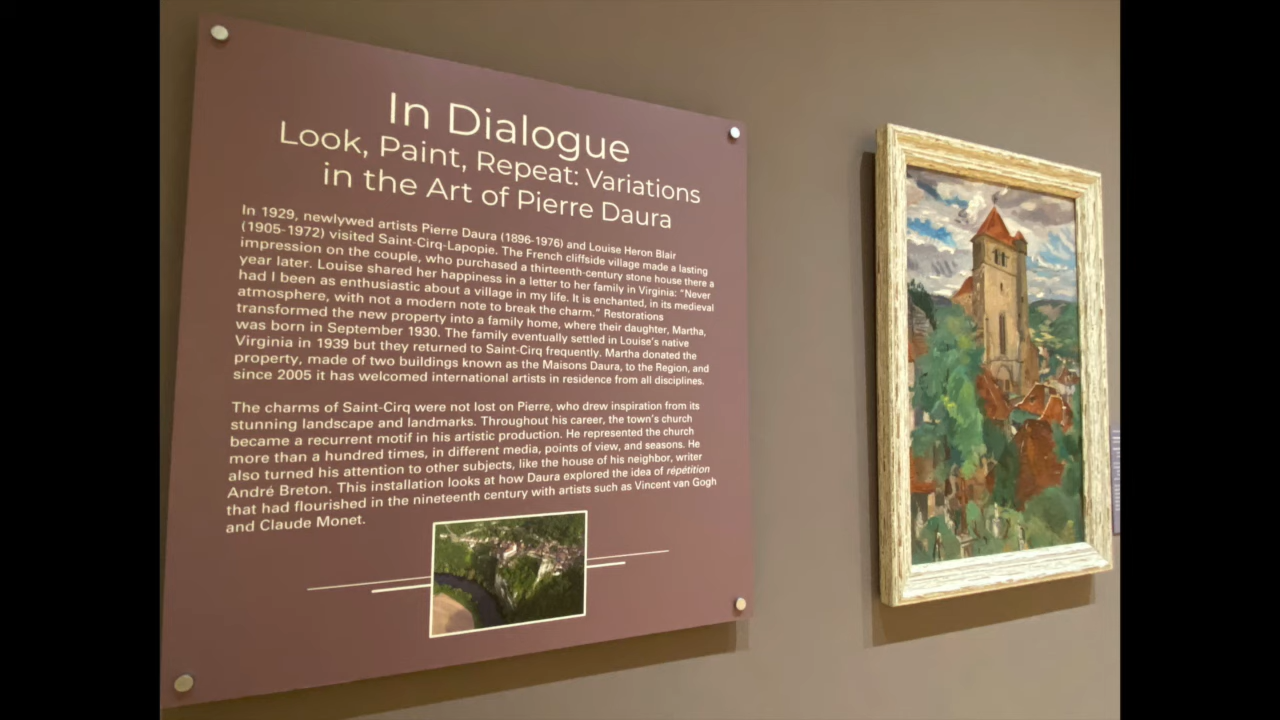 In Dialogue
Look, Paint, Repeat: Variations
in the Art of Pierre Daura
In 1929, newlywed artists Pierre Daura (1896-1976) and Louise Heron Blair
(1905-1972) visited Saint-Cirq-Lapopie. The French cliffside village made a lasting
impression on the couple, who purchased a thirteenth-century stone house there a
year later. Louise shared her happiness in a letter to her family in Virginia: “Never
had I been as enthusiastic about a village in my life. It is enchanted, in its medieval
atmosphere, with not a modern note to break the charm.” Restorations
transformed the new property into a family home, where their daughter, Martha,
was born in September 1930. The family eventually settled in Louise’s native
Virginia in 1939 but they returned to Saint-Cirq frequently. Martha donated the
property, made of two buildings known as the Maisons Daura, to the Region, and
since 2005 it has welcomed international artists in residence from all disciplines.
The charms of Saint-Cirq were not lost on Pierre, who drew inspiration from its
stunning landscape and landmarks. Throughout his career, the town’s church
became a recurrent motif in his artistic production. He represented the church
more than a hundred times, in different media, points of view, and seasons. He
also turned his attention to other subjects, like the house of his neighbor, writer
André Breton. This installation looks at how Daura explored the idea of répétition
that had flourished in the nineteenth century with artists such as Vincent van Gogh
and Claude Monet.